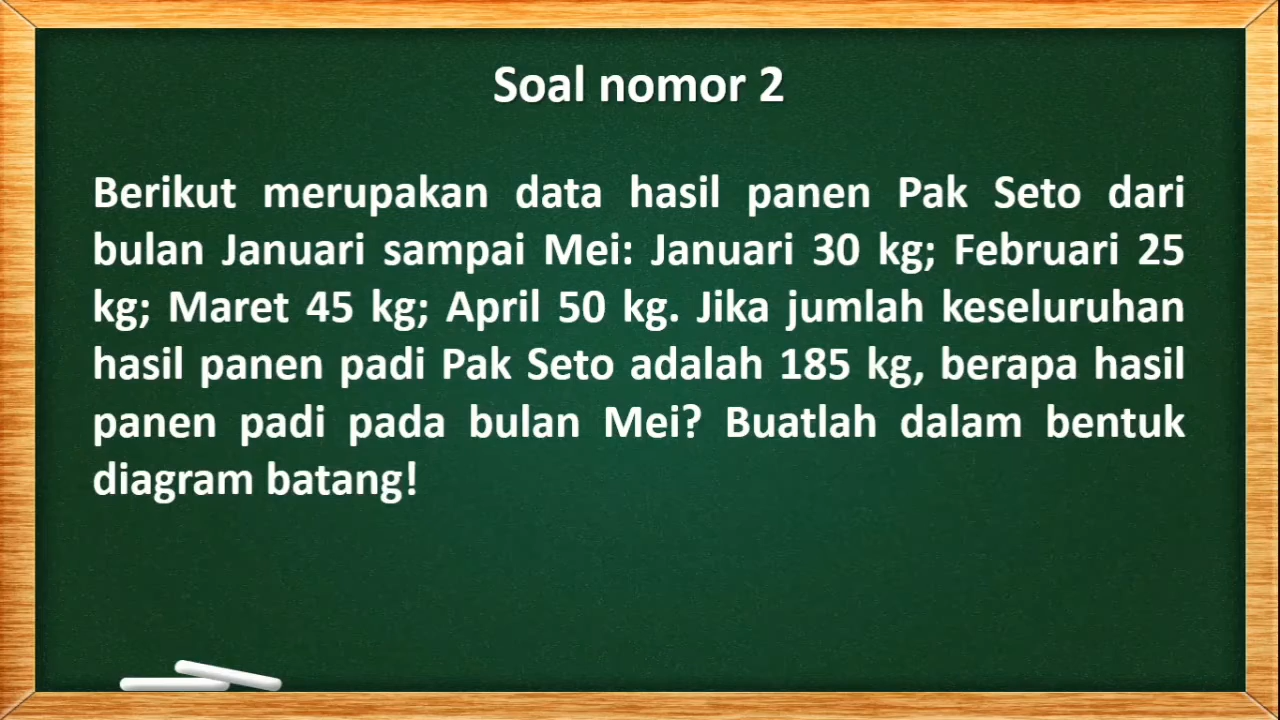 Soal nomor 2
Berikut merupakan data hasil panen Pak Seto dari
bulan Januari sampai Mei: Januari 30 kg; Februari 25
kg; Maret 45 kg; April 50 kg. Jika jumlah keseluruhan
hasil panen padi Pak Seto adalah 185 kg, berapa hasil
panen padi pada bulan Mei? Buatlah dalam bentuk
diagram batang!